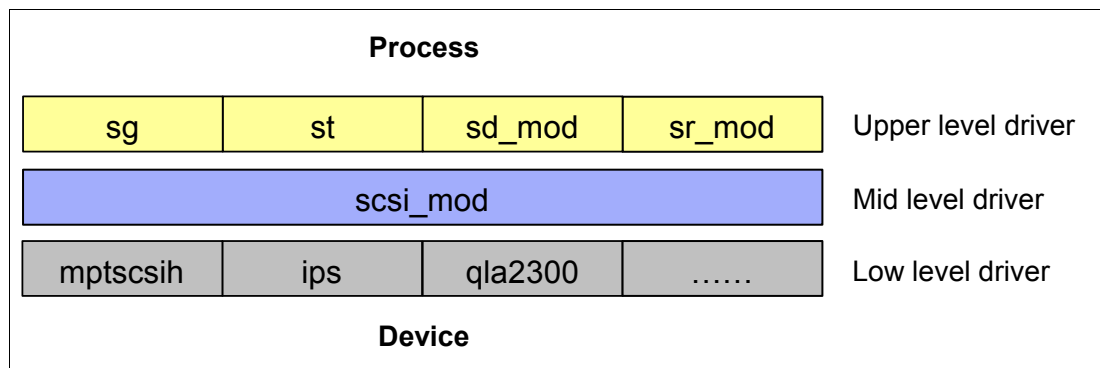 Process
sg st sd_mod sr_mod Upper level driver
scsi_mod Mid level driver
mptscsih ips qla2300 ...... Low level driver
Device